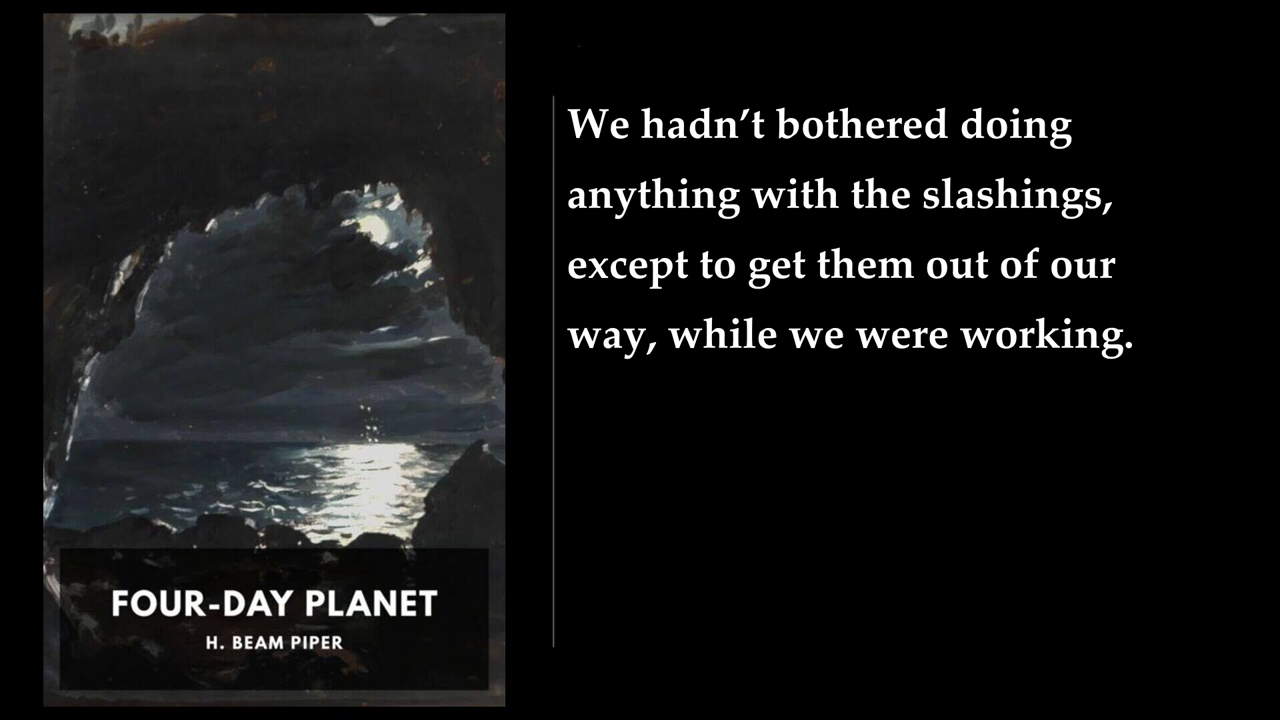 FOUR-DAY PLANET
H. BEAM PIPER
We hadn’t bothered doing
anything with the slashings,
except to get them out of our
way, while we were working.